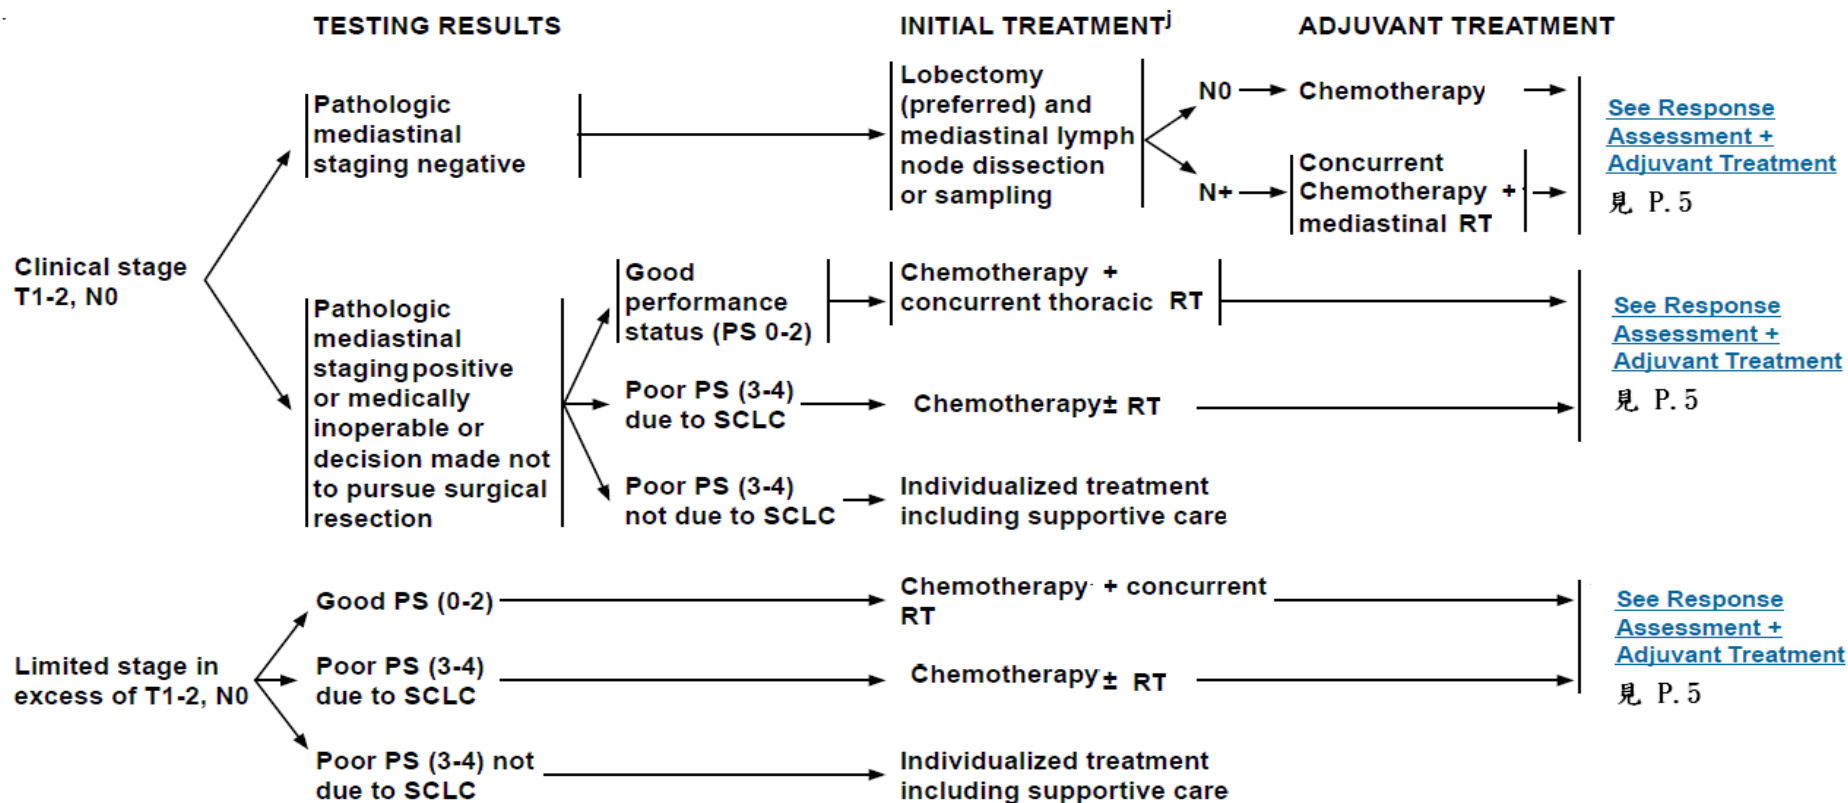 TESTING RESULTS
INITIAL TREATMENTj
ADJUVANT TREATMENT
Clinical stage
T1-2, N0
Pathologic
mediastinal
staging negative
Lobectomy
(preferred) and
mediastinal lymph
node dissection
or sampling
N0
Chemotherapy
N+
Concurrent
Chemotherapy +
mediastinal RT
See Response
Assessment +
Adjuvant Treatment
見 P.5
Pathologic
mediastinal
staging positive
or medically
inoperable or
decision made not
to pursue surgical
resection
Good
performance
status (PS 0-2)
Chemotherapy +
concurrent thoracic RT
Poor PS (3-4)
due to SCLC
Chemotherapy ± RT
Poor PS (3-4)
not due to SCLC
Individualized treatment
including supportive care
See Response
Assessment +
Adjuvant Treatment
見 P.5
Limited stage in
excess of T1-2, N0
Good PS (0-2)
Chemotherapy + concurrent
RT
Poor PS (3-4)
due to SCLC
Chemotherapy ± RT
Poor PS (3-4) not
due to SCLC
Individualized treatment
including supportive care
See Response
Assessment +
Adjuvant Treatment
見 P.5